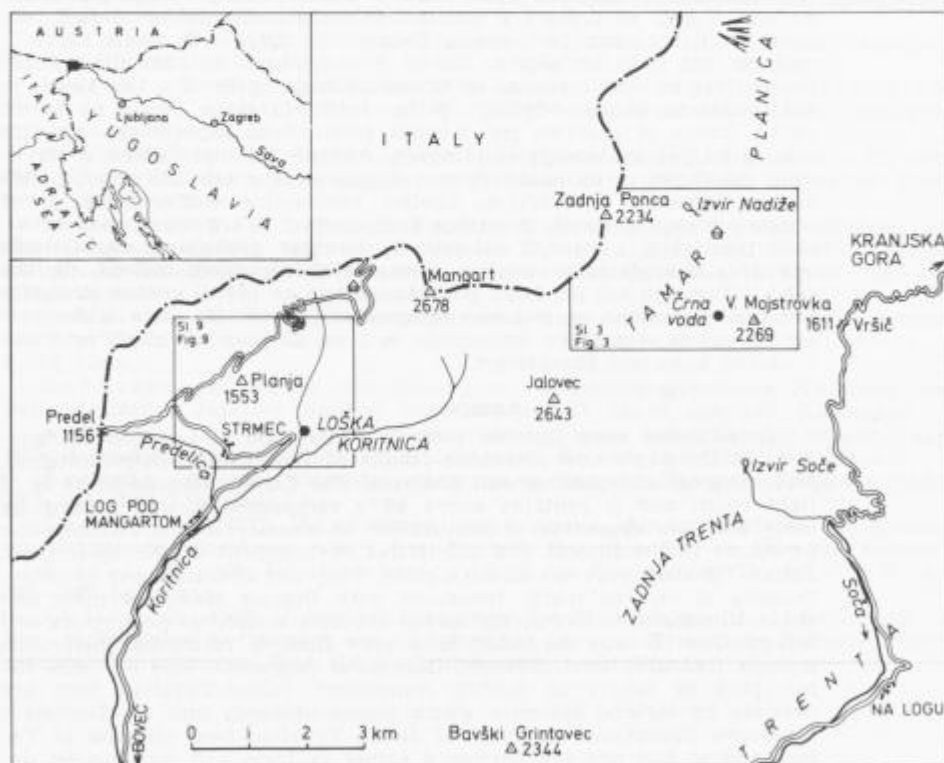 AUSTRIA
ITALY
YUGOSLAVIA
Ljubljana
Zagreb
Sava
ADRIATIC
SEA
ITALY
PLANICA
Zadnja Ponca
2234
Izvir Nadiže
TAMAR
KRANJSKA
GORA
Mangart
2678
Črna
voda
V. Mojstrovka
2269
1611
Vršič
Sl. 9
Fig. 9
Sl. 3
Fig. 3
Planja
1553
Jalovec
2643
Predel
1156
STRMEC
LOŠKA
KORITNICA
Predelica
Izvir Soče
LOG POD
MANGARTOM
ZADNJA TRENTA
Koritnica
Soča
TRENTA
NA LOGU
BOVEC
0 1 2 3 km
Bavški Grintovec
2344